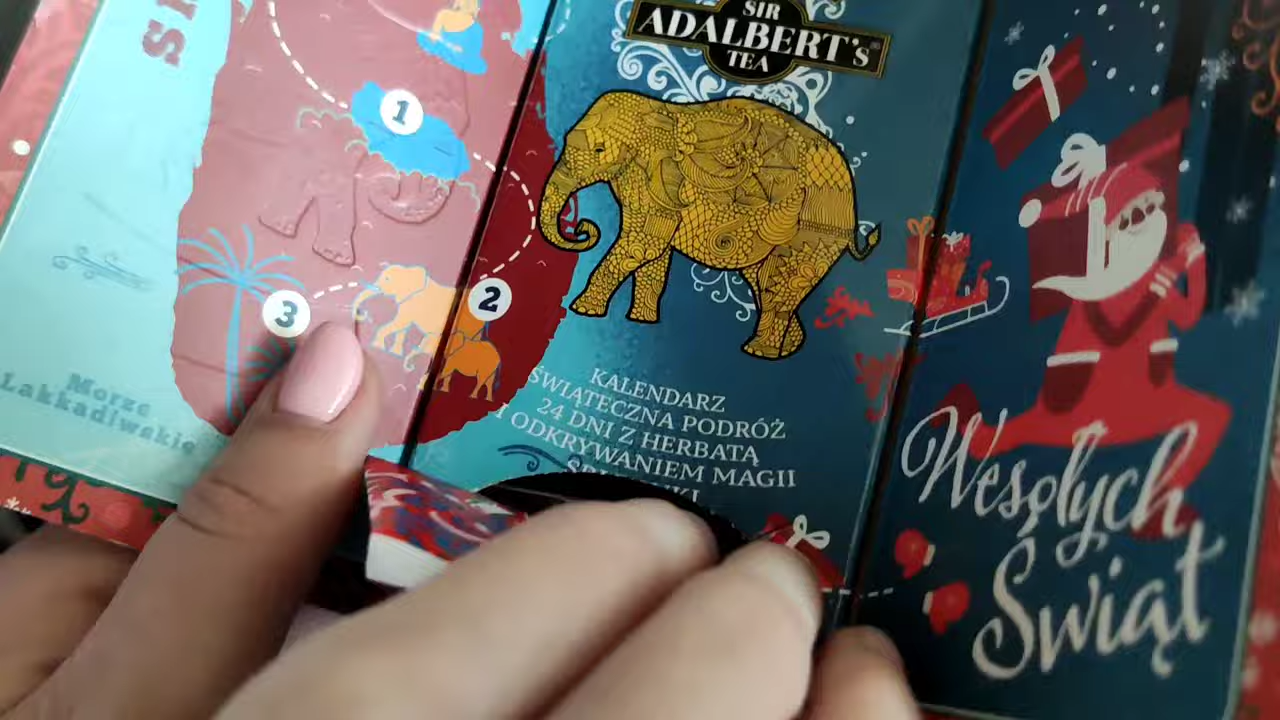 SIR
ADALBERT's
TEA
1
2
3
Morze
Lakkadiwskie
KALENDARZ
ŚWIĄTECZNA PODRÓŻ
24 DNI Z HERBATĄ
I ODKRYWANIEM MAGII
Wesołych
Świąt